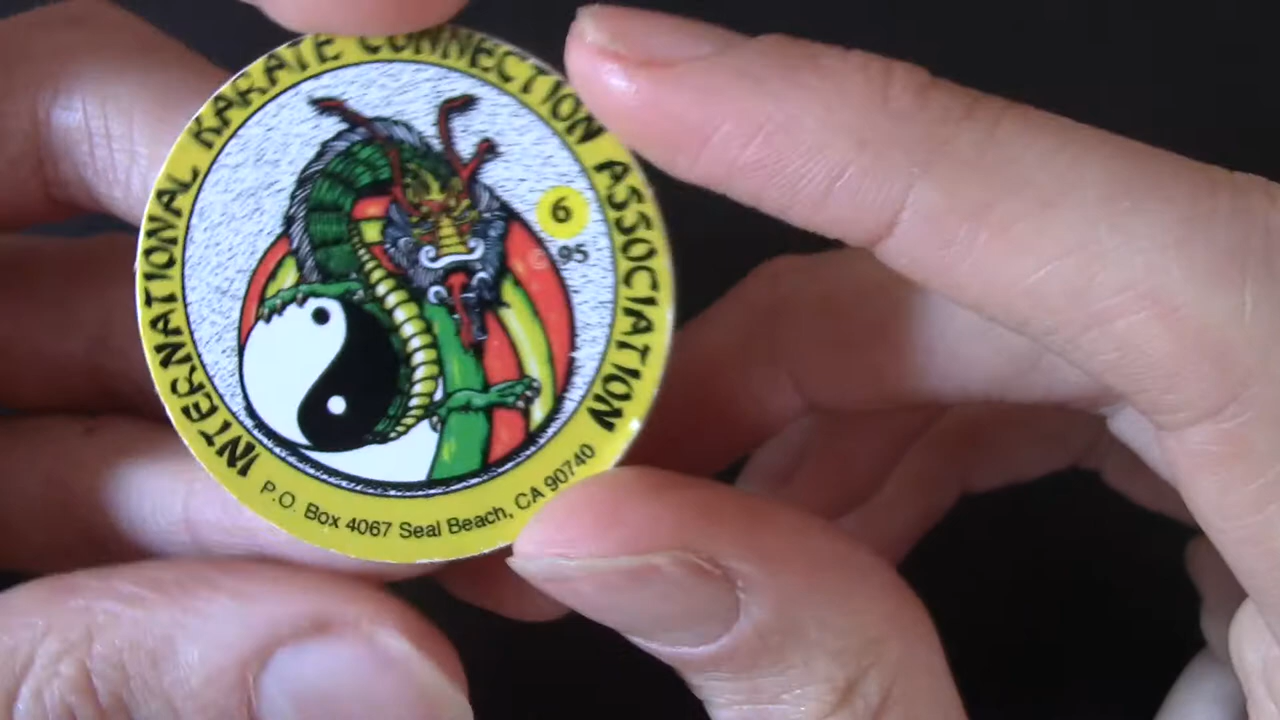 INTERNATIONAL KARATE CONNECTION ASSOCIATION
6
© 95
P.O. Box 4067 Seal Beach, CA 90740